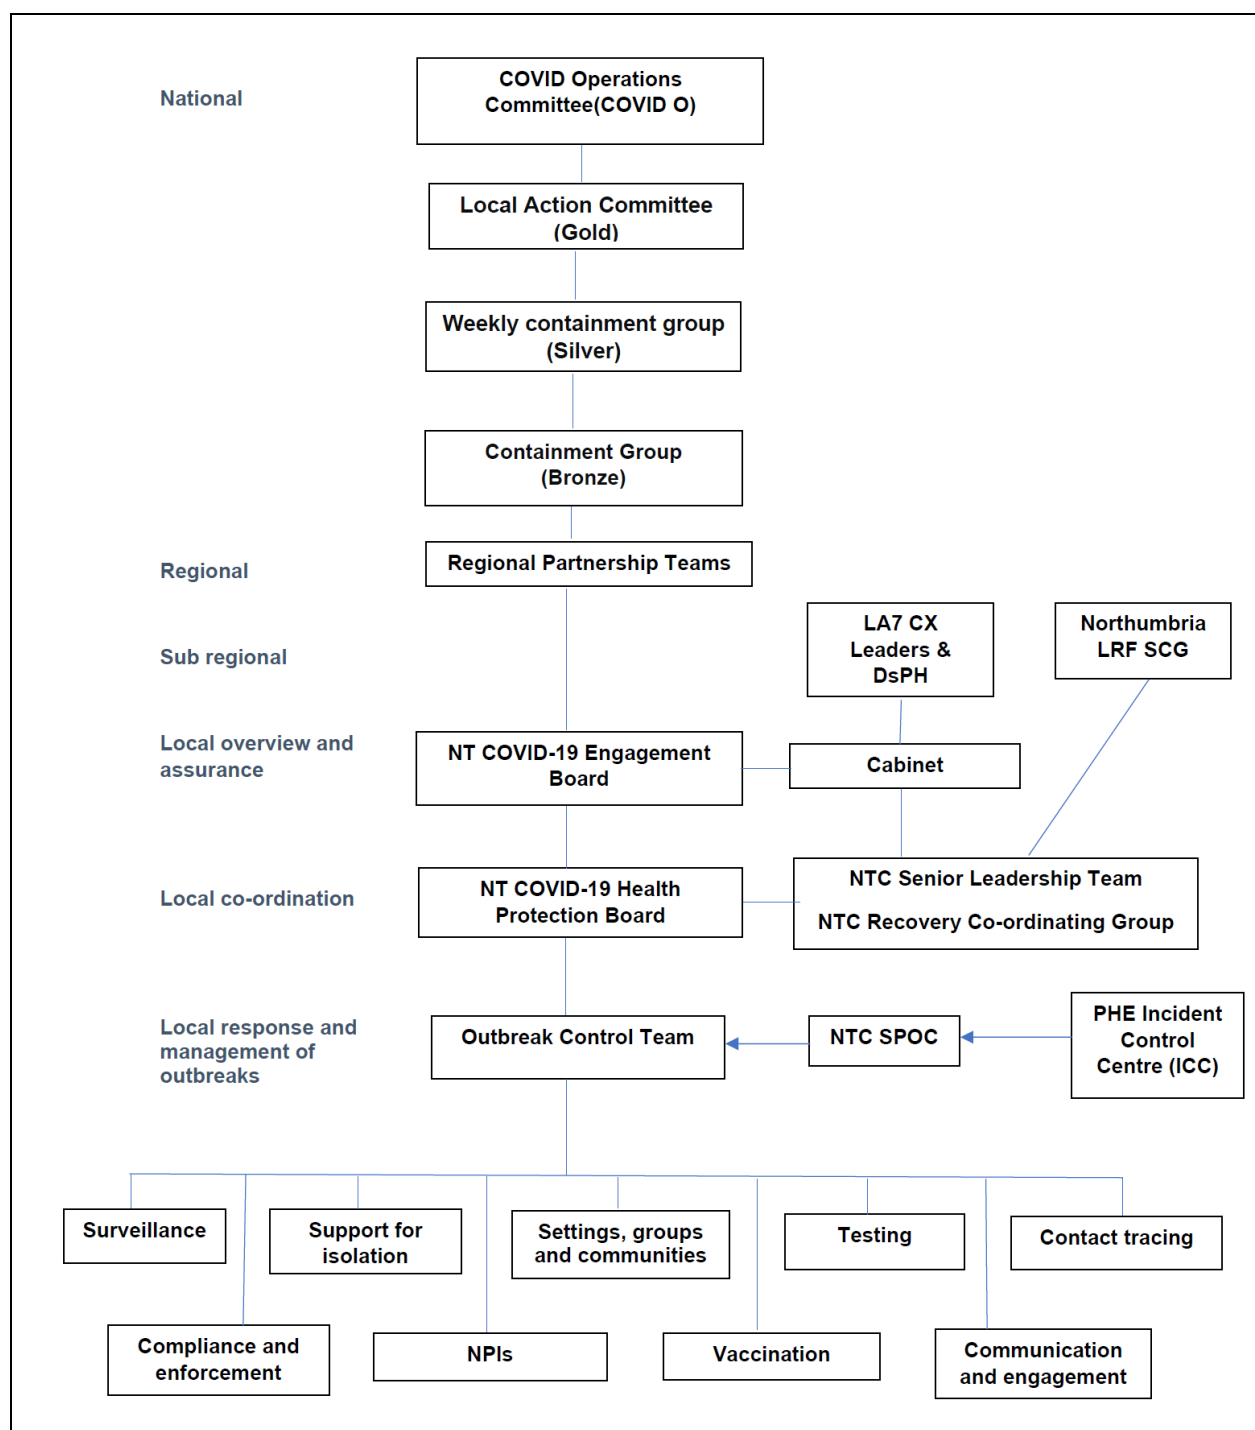 National
COVID Operations
Committee(COVID O)
Local Action Committee
(Gold)
Weekly containment group
(Silver)
Containment Group
(Bronze)
Regional
Regional Partnership Teams
Sub regional
LA7 CX
Leaders &
DsPH
Northumbria
LRF SCG
Local overview and
assurance
NT COVID-19 Engagement
Board
Cabinet
Local co-ordination
NT COVID-19 Health
Protection Board
NTC Senior Leadership Team
NTC Recovery Co-ordinating Group
Local response and
management of
outbreaks
Outbreak Control Team
NTC SPOC
PHE Incident
Control
Centre (ICC)
Surveillance
Support for
isolation
Settings, groups
and communities
Testing
Contact tracing
Compliance and
enforcement
NPIs
Vaccination
Communication
and engagement